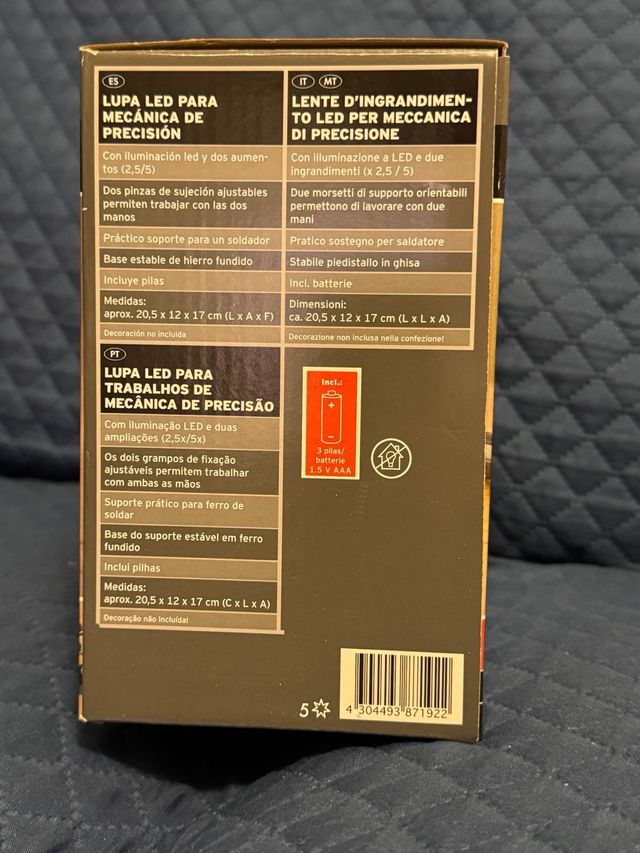 ES
LUPA LED PARA
MECÁNICA DE
PRECISIÓN
Con iluminación led y dos aumen-
tos (2,5/5)
Dos pinzas de sujeción ajustables
permiten trabajar con las dos
manos
Práctico soporte para un soldador
Base estable de hierro fundido
Incluye pilas
Medidas:
aprox. 20,5 x 12 x 17 cm (L x A x F)
Decoración no incluida
IT MT
LENTE D'INGRANDIMEN-
TO LED PER MECCANICA
DI PRECISIONE
Con illuminazione a LED e due
ingrandimenti (x 2,5 / 5)
Due morsetti di supporto orientabili
permettono di lavorare con due
mani
Pratico sostegno per saldatore
Stabile piedistallo in ghisa
Incl. batterie
Dimensioni:
ca. 20,5 x 12 x 17 cm (L x L x A)
Decorazione non inclusa nella confezione!
PT
LUPA LED PARA
TRABALHOS DE
MECÂNICA DE PRECISÃO
Com iluminação LED e duas
ampliações (2,5x/5x)
Os dois grampos de fixação
ajustáveis permitem trabalhar
com ambas as mãos
Suporte prático para ferro de
soldar
Base do suporte estável em ferro
fundido
Inclui pilhas
Medidas:
aprox. 20,5 x 12 x 17 cm (C x L x A)
Decoração não incluída!
Incl.:
+
–
3 pilas/
batterie
1,5 V AAA
5
4 304493 871922